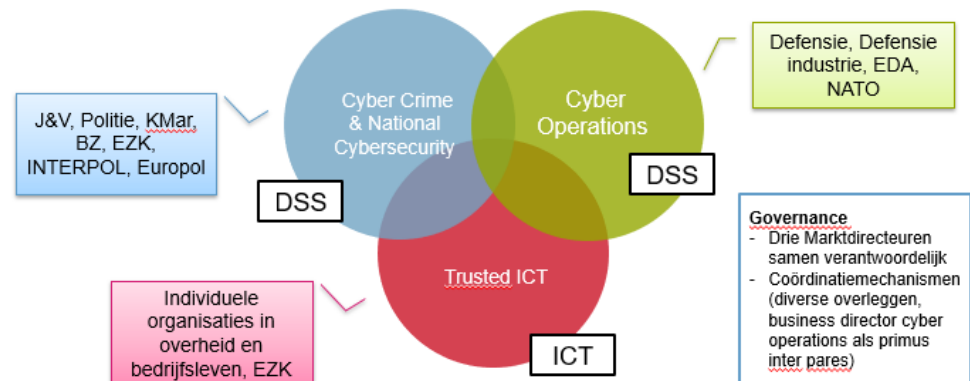 J&V, Politie, KMar,
BZ, EZK,
INTERPOL, Europol
Cyber Crime
& National
Cybersecurity
DSS
Cyber
Operations
DSS
Defensie, Defensie
industrie, EDA,
NATO
Trusted ICT
ICT
Individuele
organisaties in
overheid en
bedrijfsleven, EZK
Governance
- Drie Marktdirecteuren
samen verantwoordelijk
- Coördinatiemechanismen
(diverse overleggen,
business director cyber
operations als primus
inter pares)